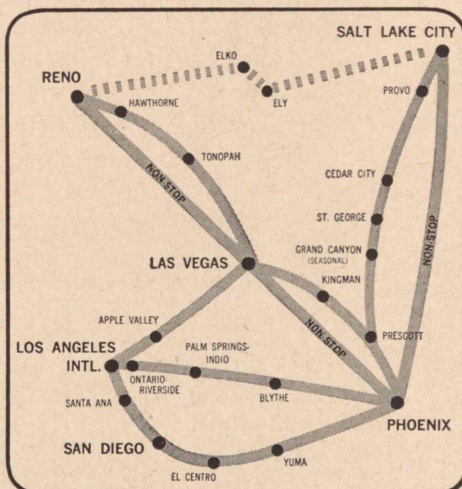 SALT LAKE CITY
ELKO
RENO
ELY
PROVO
HAWTHORNE
TONOPAH
NON-STOP
CEDAR CITY
ST. GEORGE
NON-STOP
GRAND CANYON
(SEASONAL)
LAS VEGAS
KINGMAN
NON-STOP
APPLE VALLEY
PRESCOTT
LOS ANGELES
INTL.
PALM SPRINGS-
INDIO
ONTARIO-
RIVERSIDE
BLYTHE
SANTA ANA
PHOENIX
SAN DIEGO
YUMA
EL CENTRO